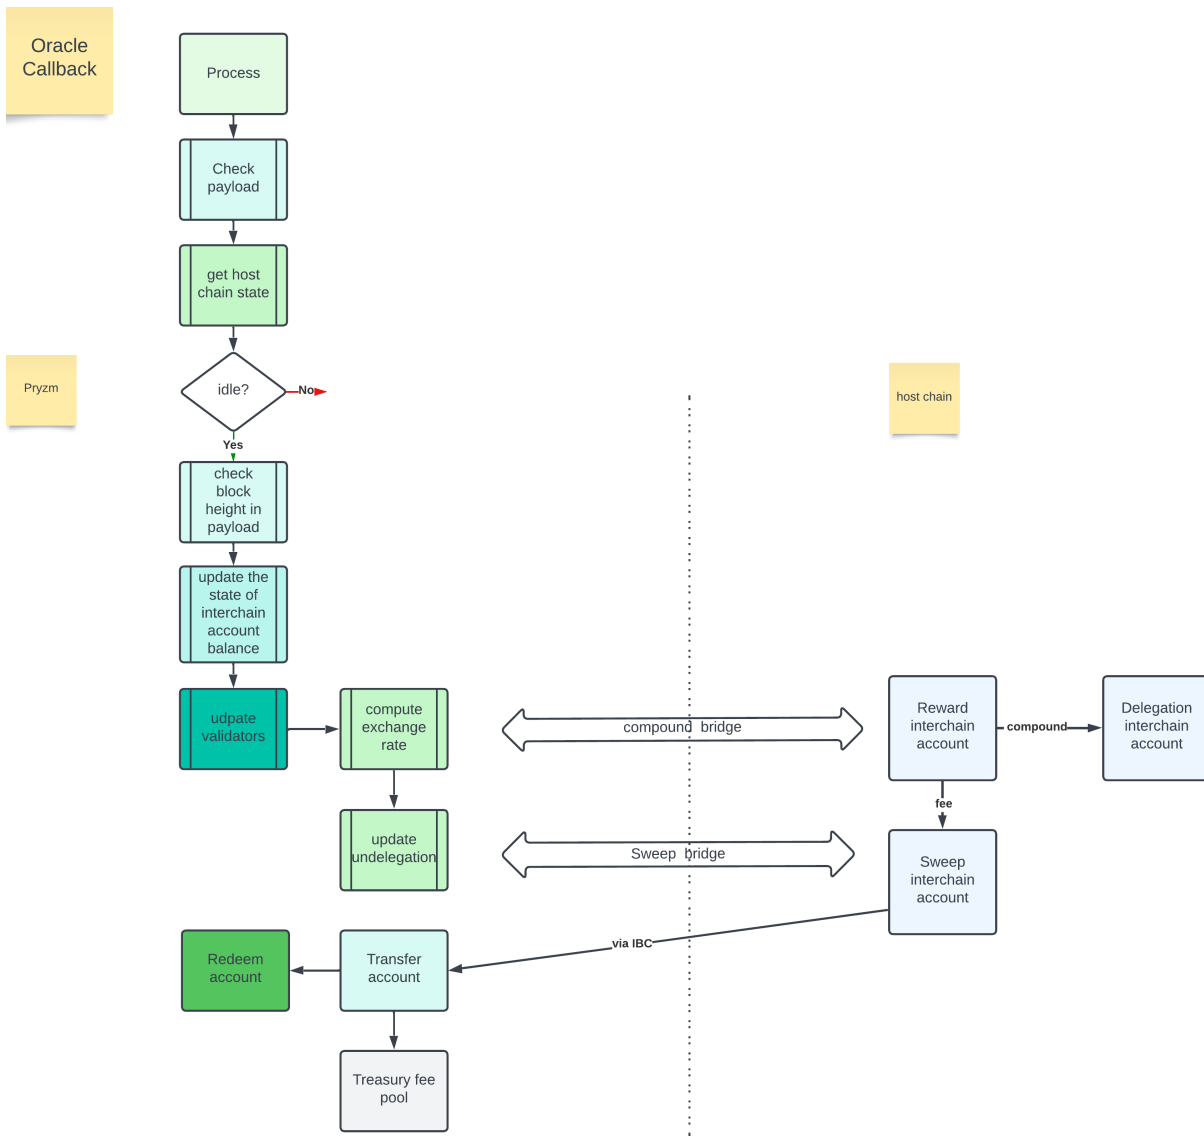 Oracle
Callback
Process
Check
payload
get host
chain state
Pryzm
idle?
No
host chain
Yes
check
block
height in
payload
update the
state of
interchain
account
balance
udpate
validators
compute
exchange
rate
compound bridge
Reward
interchain
account
compound
Delegation
interchain
account
fee
update
undelegation
Sweep bridge
Sweep
interchain
account
via IBC
Redeem
account
Transfer
account
Treasury fee
pool